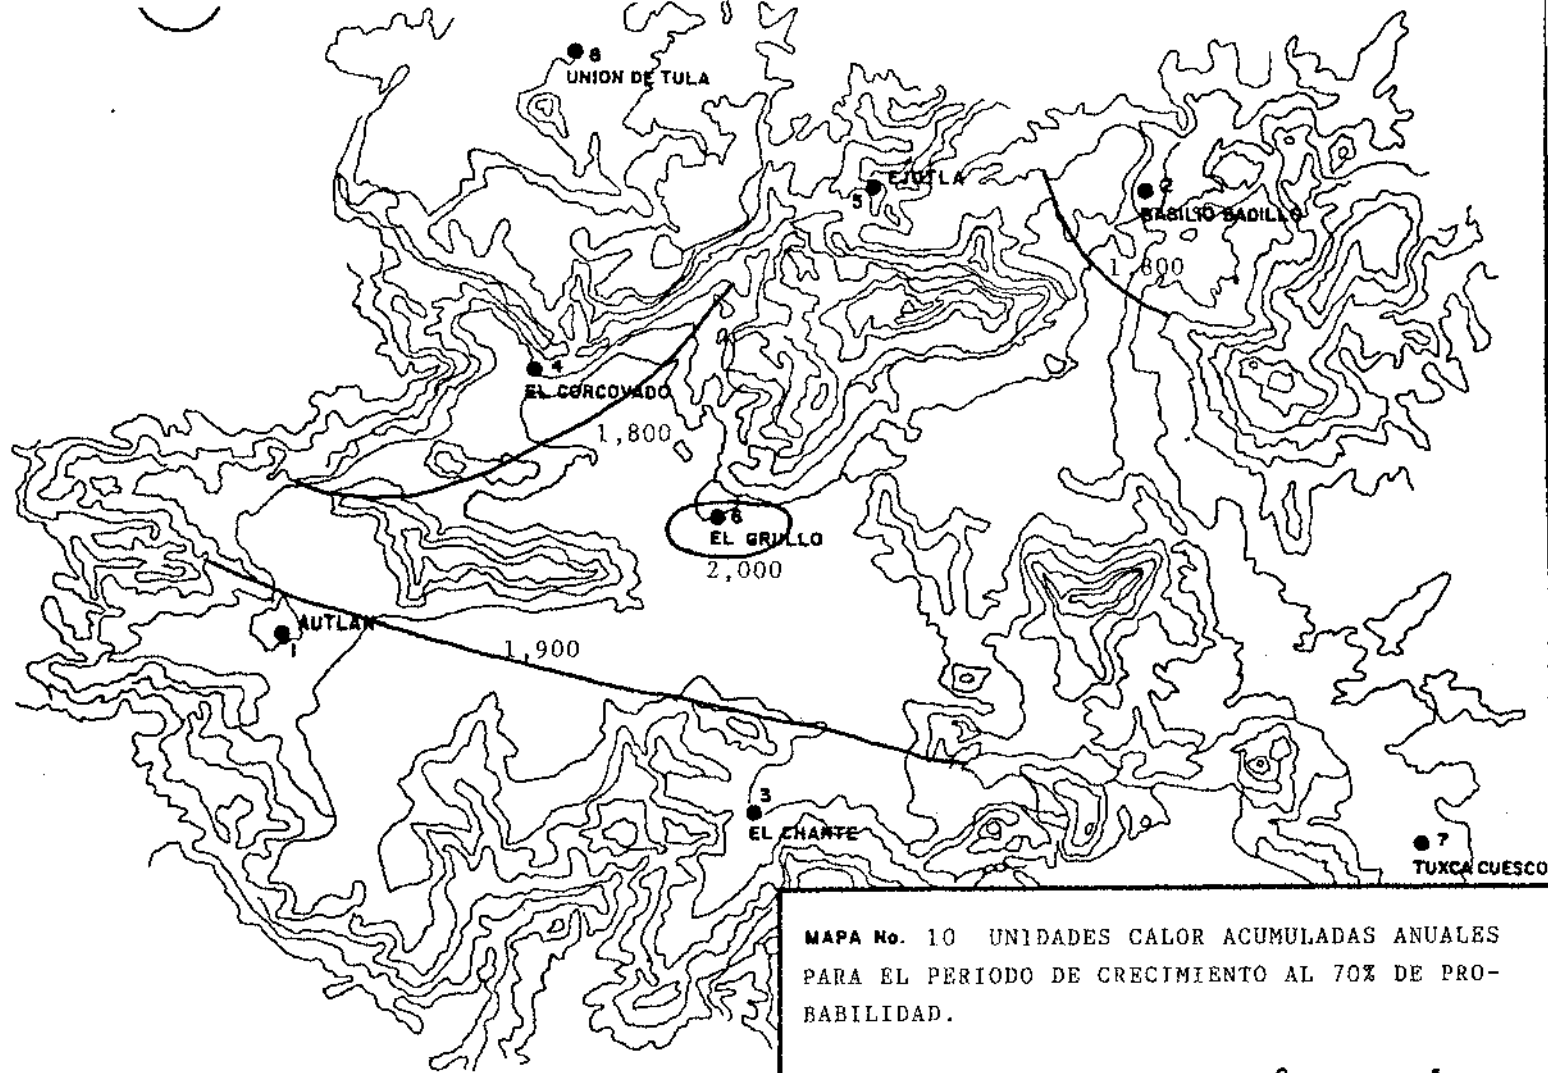 8
UNION DE TULA
EJUTLA
5
2
BASILIO BADILLO
1,800
4
EL CORCOVADO
1,800
6
EL GRULLO
2,000
AUTLAN
1
1,900
3
EL CHANTE
7
TUXCACUESCO
MAPA No. 10 UNIDADES CALOR ACUMULADAS ANUALES
PARA EL PERIODO DE CRECIMIENTO AL 70% DE PRO-
BABILIDAD.